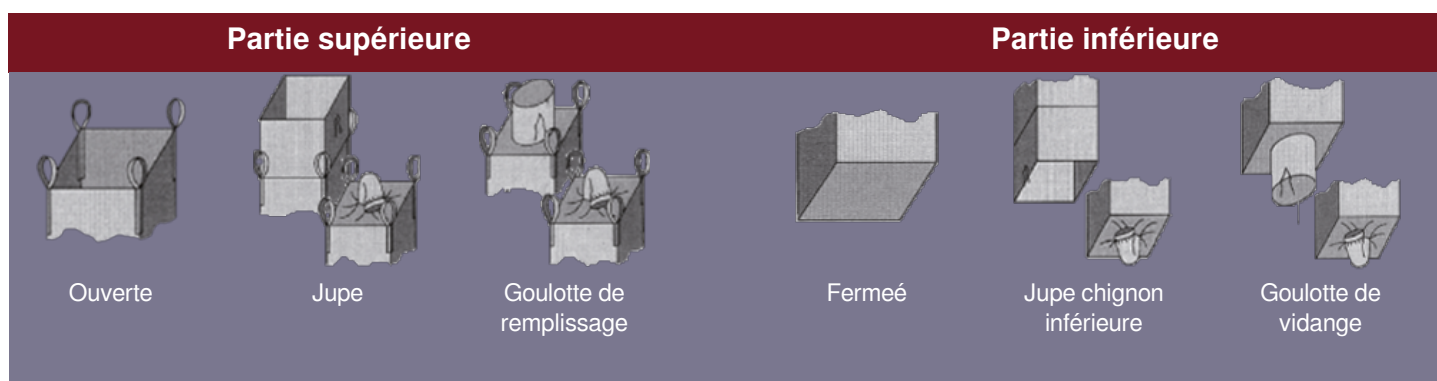 Partie supérieure
Partie inférieure
Ouverte
Jupe
Goulotte de
remplissage
Fermeé
Jupe chignon
inférieure
Goulotte de
vidange